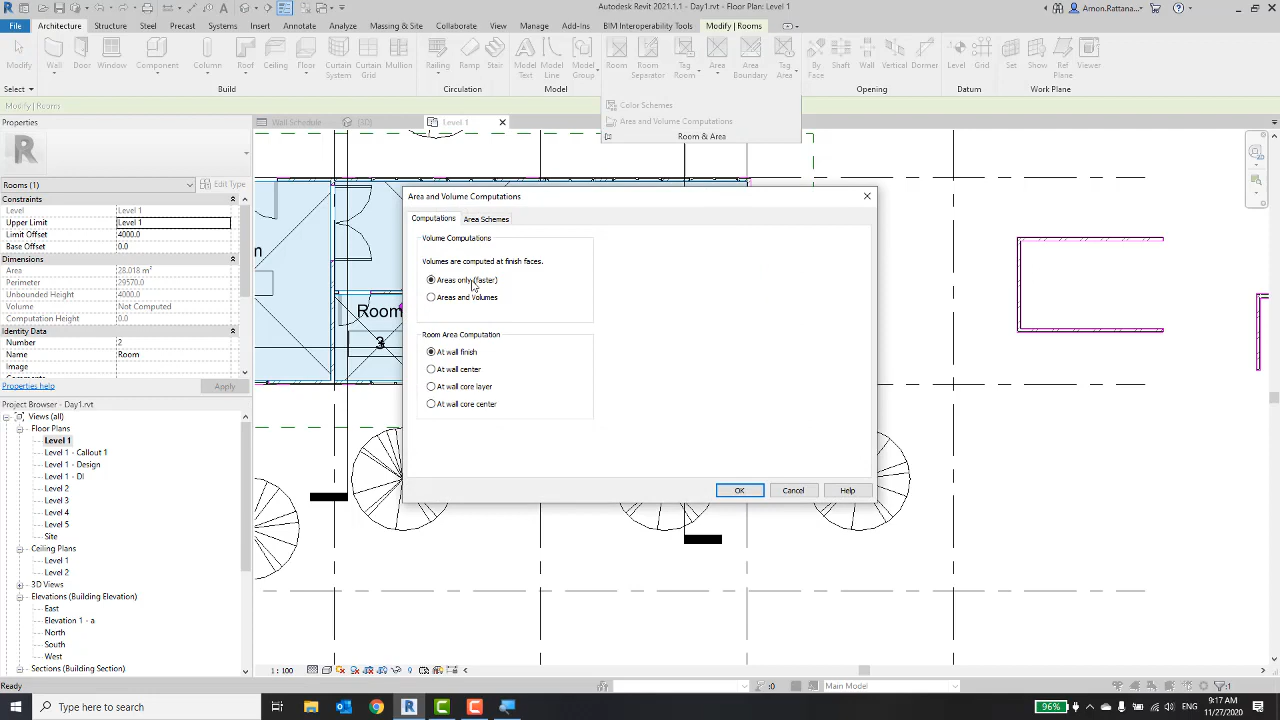 Autodesk Revit 2021.1.1 - Day1.rvt - Floor Plan: Level 1
Arnon.Rattana...
File Architecture Structure Steel Precast Systems Insert Annotate Analyze Massing & Site Collaborate View Manage Add-Ins BIM Interoperability Tools Modify | Rooms
Modify Wall Door Window Component Column Roof Ceiling Floor Curtain System Curtain Grid Mullion Railing Ramp Stair Model Text Model Line Model Group Room Room Separator Tag Room Area Area Boundary Tag Area By Face Shaft Wall Vertical Dormer Level Grid Set Show Ref Plane Viewer
Select Build Circulation Model Opening Datum Work Plane
Modify | Rooms
Color Schemes
Area and Volume Computations
Room & Area
Properties
Wall Schedule
{3D}
Level 1
R
Rooms (1)
Edit Type
Constraints
Level Level 1
Upper Limit Level 1
Limit Offset 4000.0
Base Offset 0.0
Dimensions
Area 28.018 m²
Perimeter 29570.0
Unbounded Height 4000.0
Volume Not Computed
Computation Height 0.0
Identity Data
Number 2
Name Room
Image
Properties help
Apply
Room
3
Area and Volume Computations
Computations Area Schemes
Volume Computations
Volumes are computed at finish faces.
Areas only (faster)
Areas and Volumes
Room Area Computation
At wall finish
At wall center
At wall core layer
At wall core center
OK Cancel Help
Project Browser - Day1.rvt
Views (all)
Floor Plans
Level 1
Level 1 - Callout 1
Level 1 - Design
Level 1 - DI
Level 2
Level 3
Level 4
Level 5
Site
Ceiling Plans
Level 1
Level 2
3D Views
Elevations (Building Elevation)
East
Elevation 1 - a
North
South
West
Sections (Building Section)
1 : 100
Ready
:0
Main Model
:1
Type here to search
96%
ENG
9:17 AM
11/27/2020